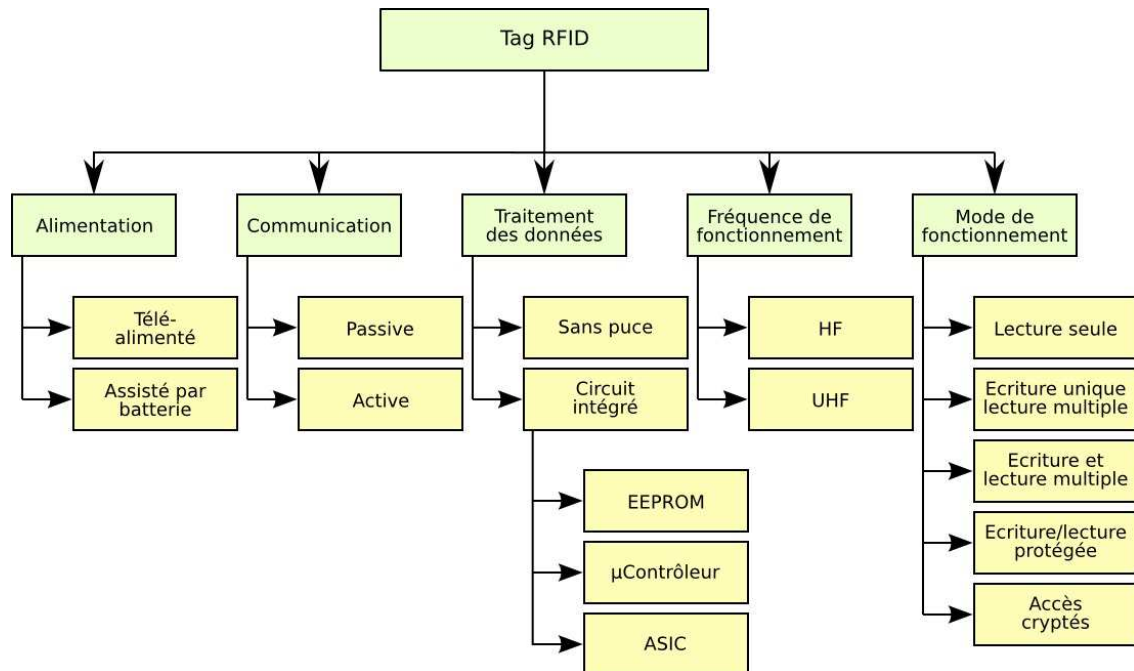 Tag RFID
Alimentation
Communication
Traitement
des données
Fréquence de
fonctionnement
Mode de
fonctionnement
Télé-
alimenté
Assisté par
batterie
Passive
Active
Sans puce
Circuit
intégré
EEPROM
µContrôleur
ASIC
HF
UHF
Lecture seule
Ecriture unique
lecture multiple
Ecriture et
lecture multiple
Ecriture/lecture
protégée
Accès
cryptés